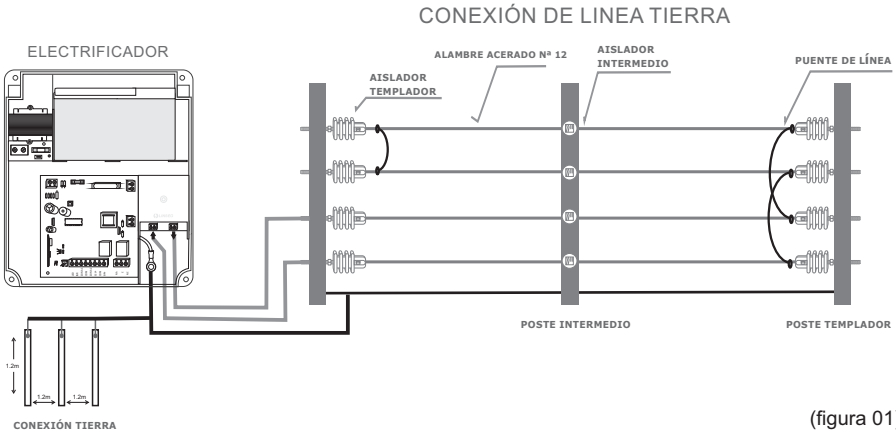 CONEXIÓN DE LINEA TIERRA
ELECTRIFICADOR
ALAMBRE ACERADO Nª 12
AISLADOR
INTERMEDIO
PUENTE DE LÍNEA
AISLADOR
TEMPLADOR
POSTE INTERMEDIO
POSTE TEMPLADOR
1.2m
1.2m
1.2m
CONEXIÓN TIERRA
(figura 01